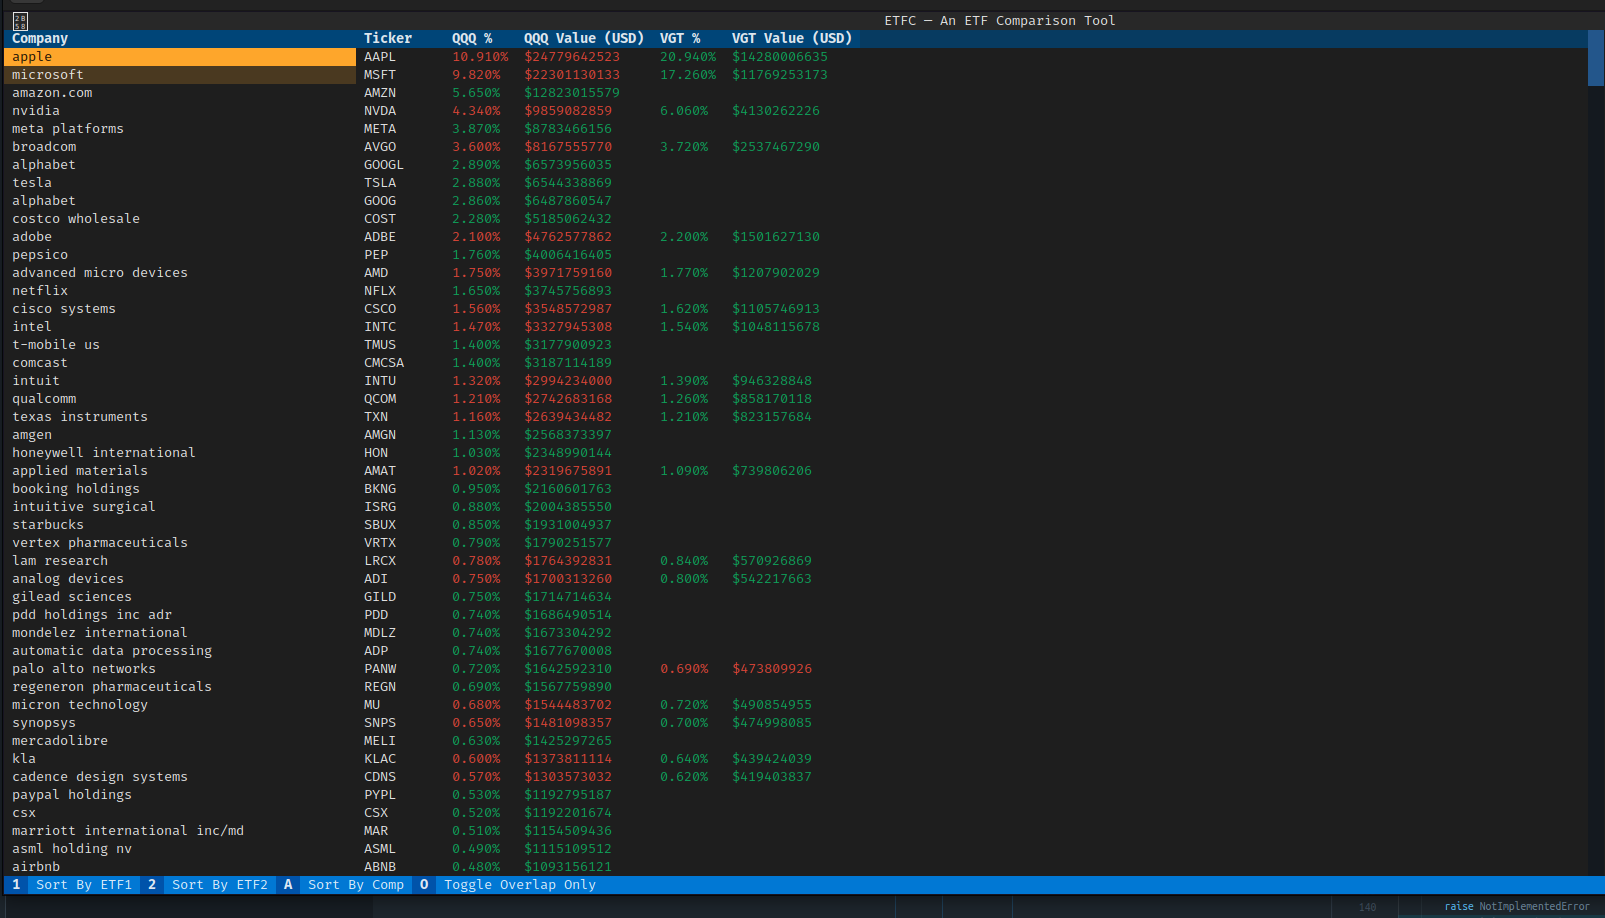 2B
5B
ETFC — An ETF Comparison Tool
Company Ticker QQQ % QQQ Value (USD) VGT % VGT Value (USD)
apple AAPL 10.910% $24779642523 20.940% $14280006635
microsoft MSFT 9.820% $22301130133 17.260% $11769253173
amazon.com AMZN 5.650% $12823015579
nvidia NVDA 4.340% $9859082859 6.060% $4130262226
meta platforms META 3.870% $8783466156
broadcom AVGO 3.600% $8167555770 3.720% $2537467290
alphabet GOOGL 2.890% $6573956035
tesla TSLA 2.880% $6544338869
alphabet GOOG 2.860% $6487860547
costco wholesale COST 2.280% $5185062432
adobe ADBE 2.100% $4762577862 2.200% $1501627130
pepsico PEP 1.760% $4006416405
advanced micro devices AMD 1.750% $3971759160 1.770% $1207902029
netflix NFLX 1.650% $3745756893
cisco systems CSCO 1.560% $3548572987 1.620% $1105746913
intel INTC 1.470% $3327945308 1.540% $1048115678
t-mobile us TMUS 1.400% $3177900923
comcast CMCSA 1.400% $3187114189
intuit INTU 1.320% $2994234000 1.390% $946328848
qualcomm QCOM 1.210% $2742683168 1.260% $858170118
texas instruments TXN 1.160% $2639434482 1.210% $823157684
amgen AMGN 1.130% $2568373397
honeywell international HON 1.030% $2348990144
applied materials AMAT 1.020% $2319675891 1.090% $739806206
booking holdings BKNG 0.950% $2160601763
intuitive surgical ISRG 0.880% $2004385550
starbucks SBUX 0.850% $1931004937
vertex pharmaceuticals VRTX 0.790% $1790251577
lam research LRCX 0.780% $1764392831 0.840% $570926869
analog devices ADI 0.750% $1700313260 0.800% $542217663
gilead sciences GILD 0.750% $1714714634
pdd holdings inc adr PDD 0.740% $1686490514
mondelez international MDLZ 0.740% $1673304292
automatic data processing ADP 0.740% $1677670008
palo alto networks PANW 0.720% $1642592310 0.690% $473809926
regeneron pharmaceuticals REGN 0.690% $1567759890
micron technology MU 0.680% $1544483702 0.720% $490854955
synopsys SNPS 0.650% $1481098357 0.700% $474998085
mercadolibre MELI 0.630% $1425297265
kla KLAC 0.600% $1373811114 0.640% $439424039
cadence design systems CDNS 0.570% $1303573032 0.620% $419403837
paypal holdings PYPL 0.530% $1192795187
csx CSX 0.520% $1192201674
marriott international inc/md MAR 0.510% $1154509436
asml holding nv ASML 0.490% $1115109512
airbnb ABNB 0.480% $1093156121
1 Sort By ETF1 2 Sort By ETF2 A Sort By Comp O Toggle Overlap Only
140 raise NotImplementedError